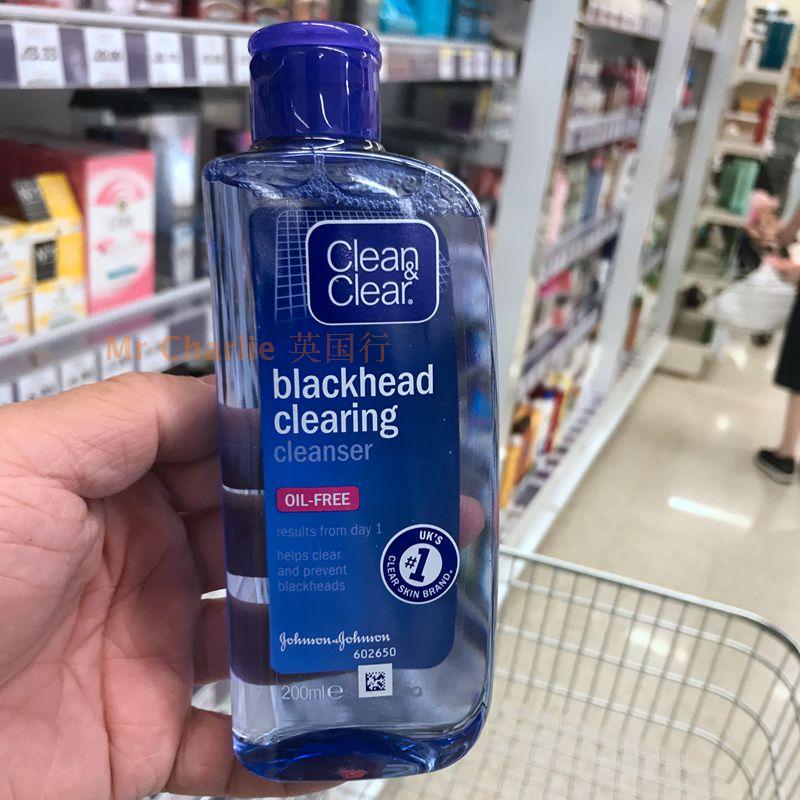 Clean
&
Clear®
Mr Charlie 英国行
blackhead
clearing
cleanser
OIL-FREE
results from day 1
helps clear
and prevent
blackheads
UK'S
#1
CLEAR SKIN BRAND.
Johnson & Johnson
602650
200ml ℮